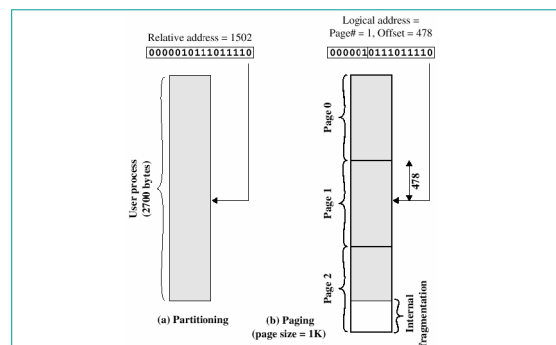 Relative address = 1502
0000010111011110
User process
(2700 bytes)
(a) Partitioning
Logical address =
Page# = 1, Offset = 478
0000010111011110
Page 0
Page 1
Page 2
478
Internal
fragmentation
(b) Paging
(page size = 1K)